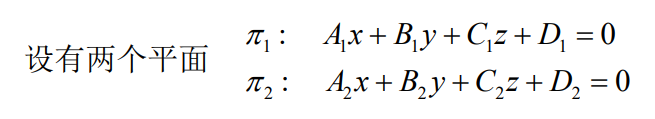 设有两个平面 π₁： A₁x + B₁y + C₁z + D₁ = 0
π₂： A₂x + B₂y + C₂z + D₂ = 0